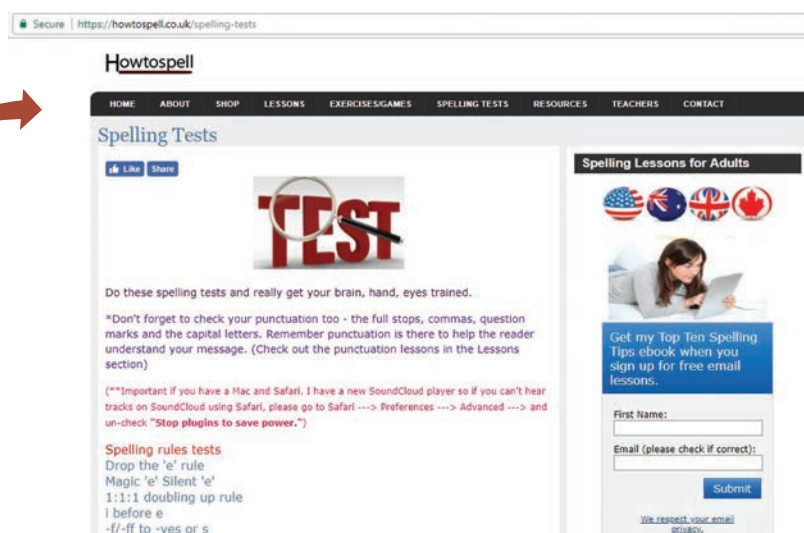 Secure | https://howtospell.co.uk/spelling-tests
Howtospell
HOME ABOUT SHOP LESSONS EXERCISES/GAMES SPELLING TESTS RESOURCES TEACHERS CONTACT
Spelling Tests
Like Share
TEST
Do these spelling tests and really get your brain, hand, eyes trained.
*Don't forget to check your punctuation too - the full stops, commas, question
marks and the capital letters. Remember punctuation is there to help the reader
understand your message. (Check out the punctuation lessons in the Lessons
section)
(**Important if you have a Mac and Safari. I have a new SoundCloud player so if you can't hear
tracks on SoundCloud using Safari, please go to Safari ---> Preferences ---> Advanced ---> and
un-check "Stop plugins to save power.")
Spelling rules tests
Drop the 'e' rule
Magic 'e' Silent 'e'
1:1:1 doubling up rule
i before e
-f/-ff to -ves or s
Spelling Lessons for Adults
Get my Top Ten Spelling
Tips ebook when you
sign up for free email
lessons.
First Name:
Email (please check if correct):
Submit
We respect your email
privacy.